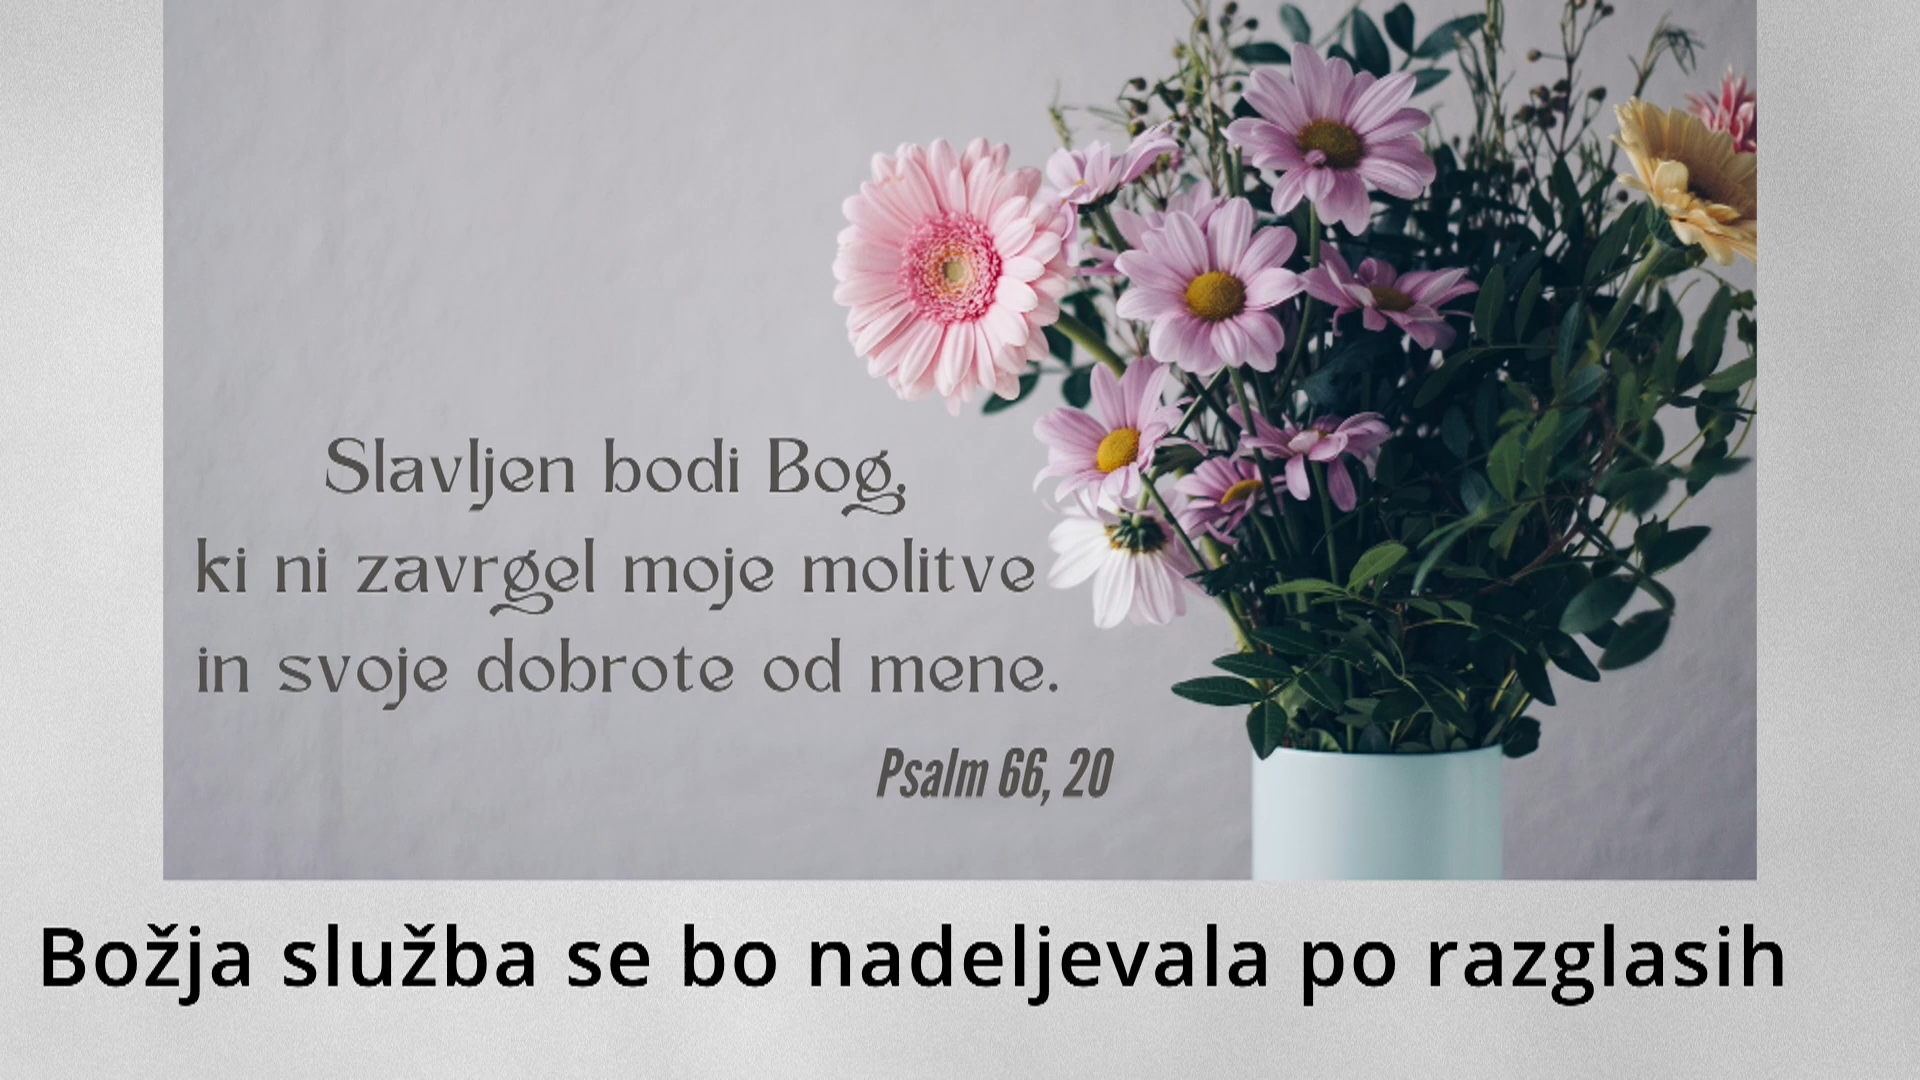 Slavljen bodi Bog,
ki ni zavrgel moje molitve
in svoje dobrote od mene.
Psalm 66, 20
Božja služba se bo nadeljevala po razglasih